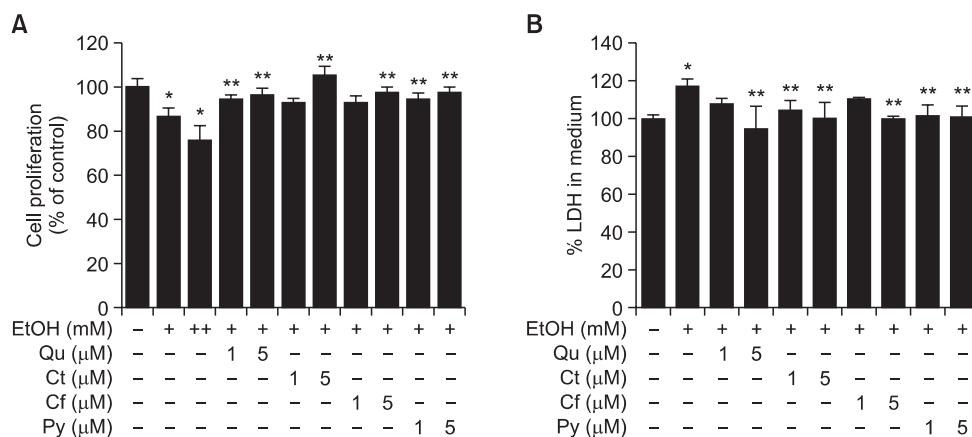 A
Cell proliferation
(% of control)
120
100
80
60
40
20
0
* * ** ** ** ** ** **
EtOH (mM) – + ++ + + + + + + + +
Qu (μM) – – – 1 5 – – – – – –
Ct (μM) – – – – – 1 5 – – – –
Cf (μM) – – – – – – – 1 5 – –
Py (μM) – – – – – – – – – 1 5
B
% LDH in medium
140
120
100
80
60
40
20
0
* ** ** ** ** ** **
EtOH (mM) – + + + + + + + + +
Qu (μM) – – 1 5 – – – – – –
Ct (μM) – – – – 1 5 – – – –
Cf (μM) – – – – – – 1 5 – –
Py (μM) – – – – – – – – 1 5